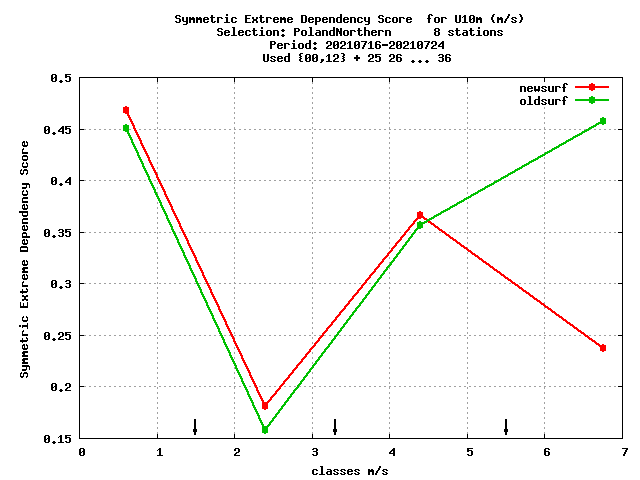 Symmetric Extreme Dependency Score  for U10m (m/s)
Selection: PolandNorthern      8 stations
Period: 20210716-20210724
Used {00,12} + 25 26 ... 36
newsurf
oldsurf
0.5
0.45
0.4
0.35
0.3
0.25
0.2
0.15
Symmetric Extreme Dependency Score
0 1 2 3 4 5 6 7
classes m/s